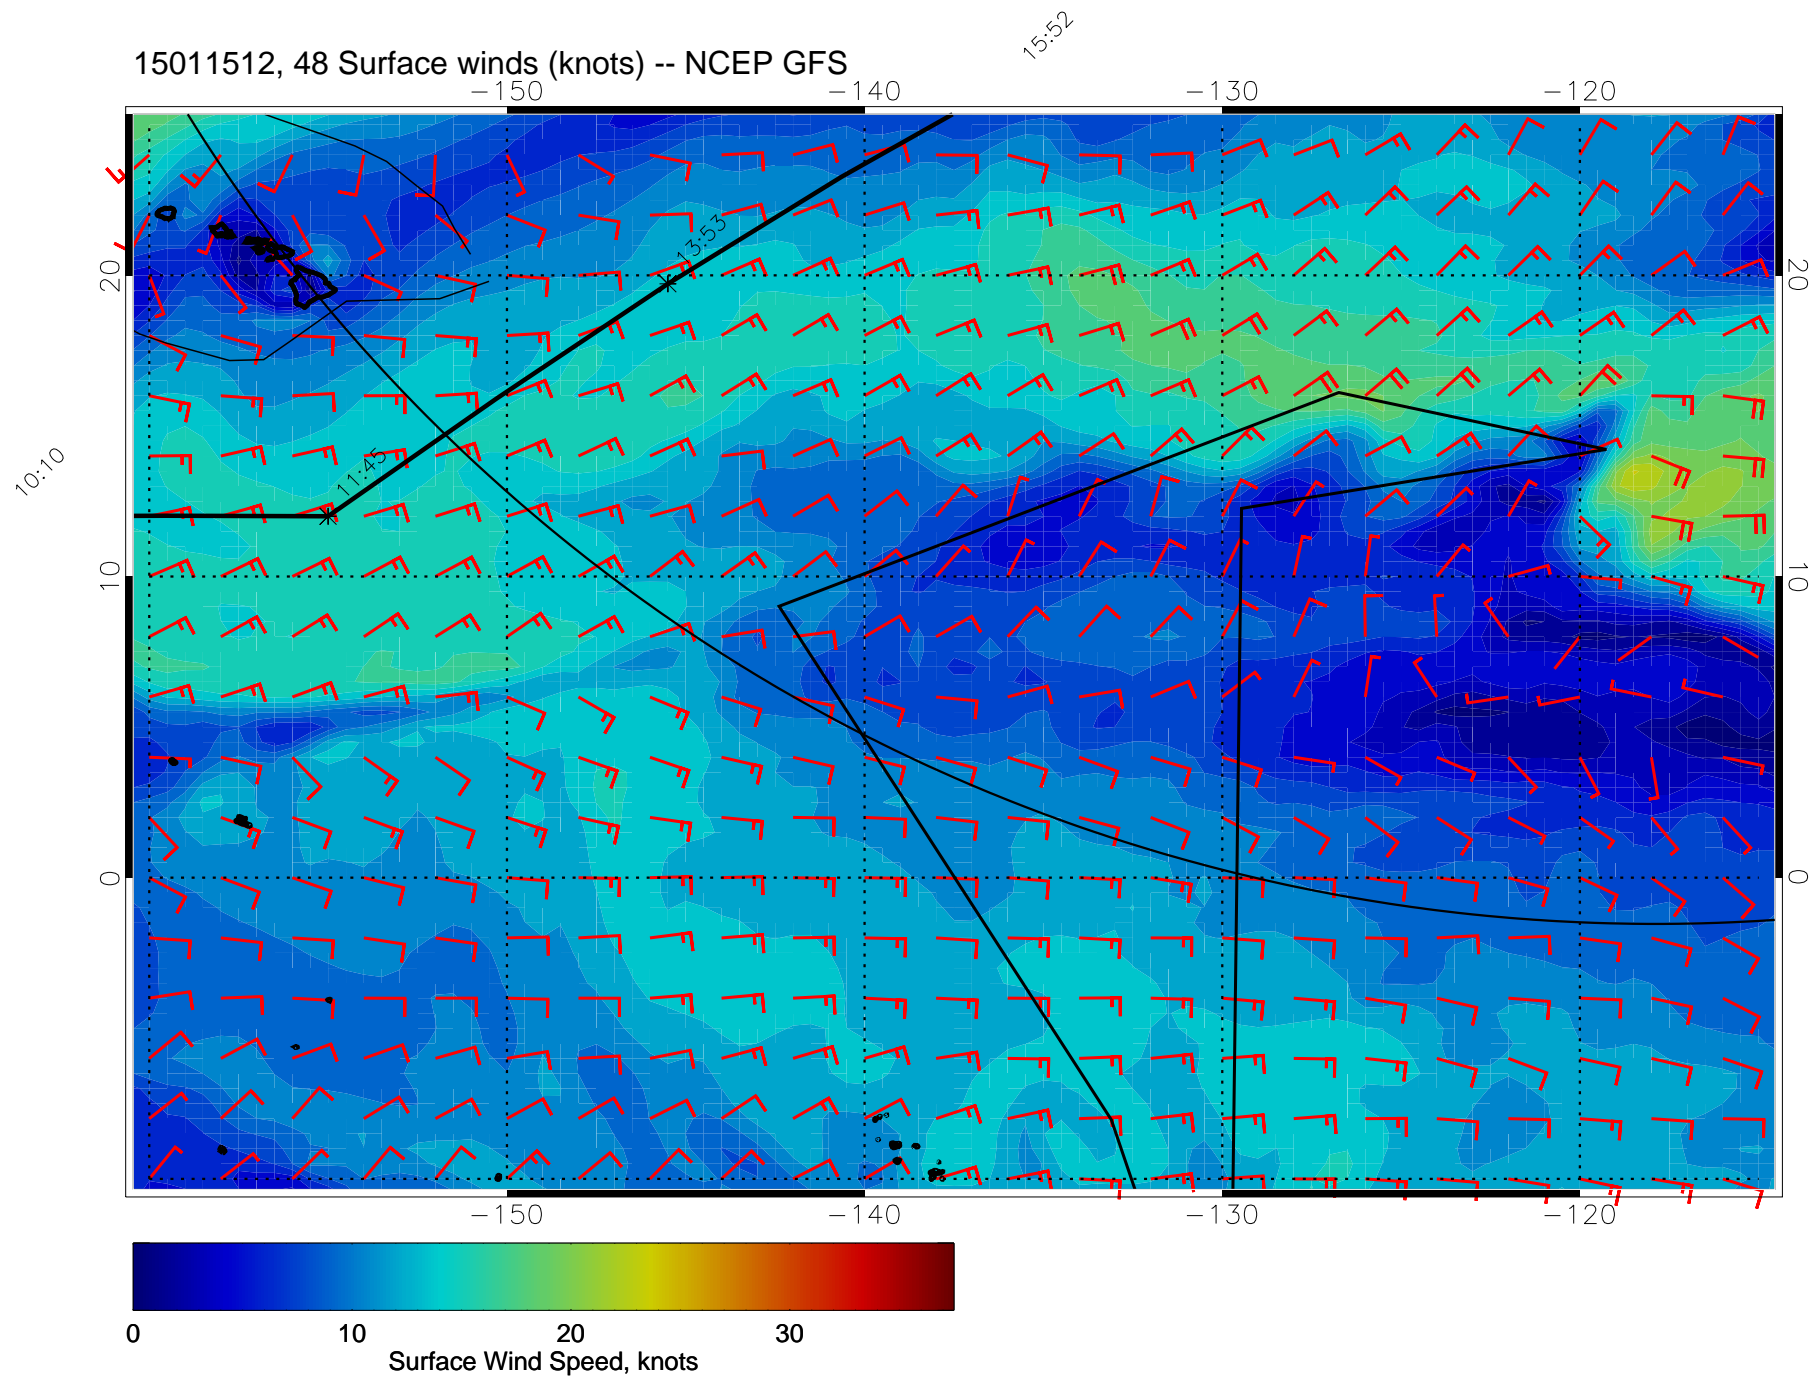 15:52
15011512, 48 Surface winds (knots) -- NCEP GFS
-150 -140 -130 -120
13:53
20 20
11:45
10:10
10 10
0 0
-150 -140 -130 -120
0 10 20 30
Surface Wind Speed, knots